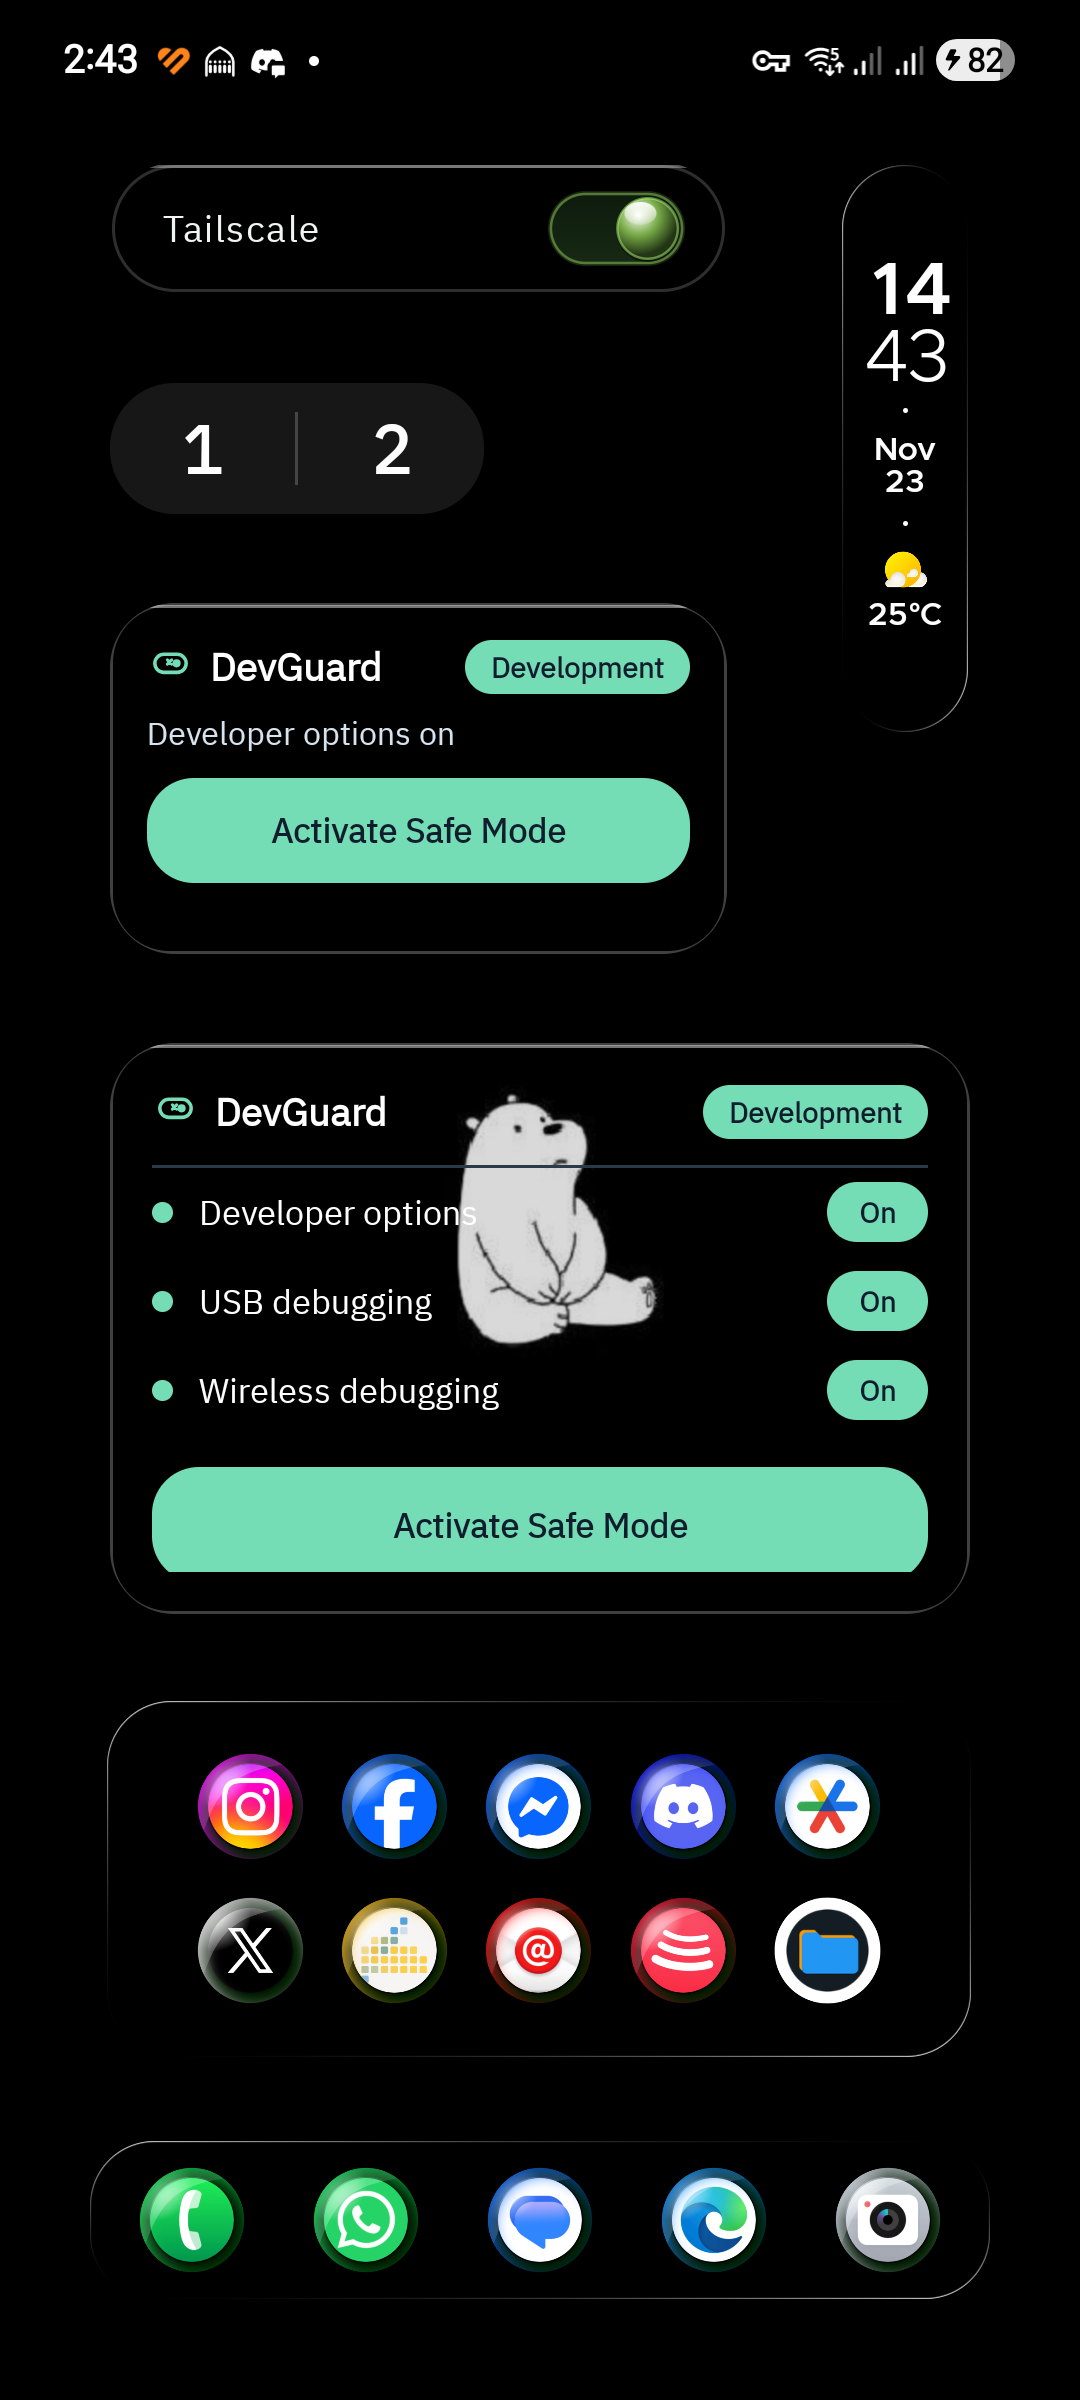 2:43
5
82
Tailscale
14
43
Nov
23
25°C
1
2
DevGuard
Development
Developer options on
Activate Safe Mode
DevGuard
Development
Developer options
On
USB debugging
On
Wireless debugging
On
Activate Safe Mode